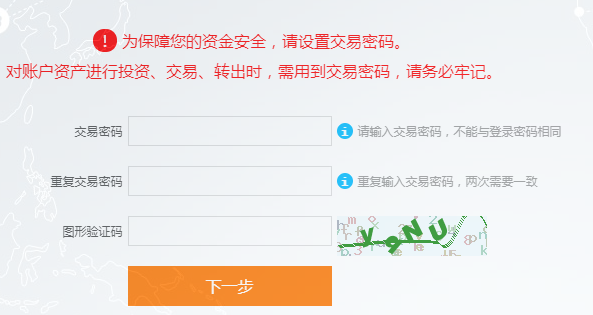 ! 为保障您的资金安全，请设置交易密码。
对账户资产进行投资、交易、转出时，需用到交易密码，请务必牢记。
交易密码 i 请输入交易密码，不能与登录密码相同
重复交易密码 i 重复输入交易密码，两次需要一致
图形验证码
下一步